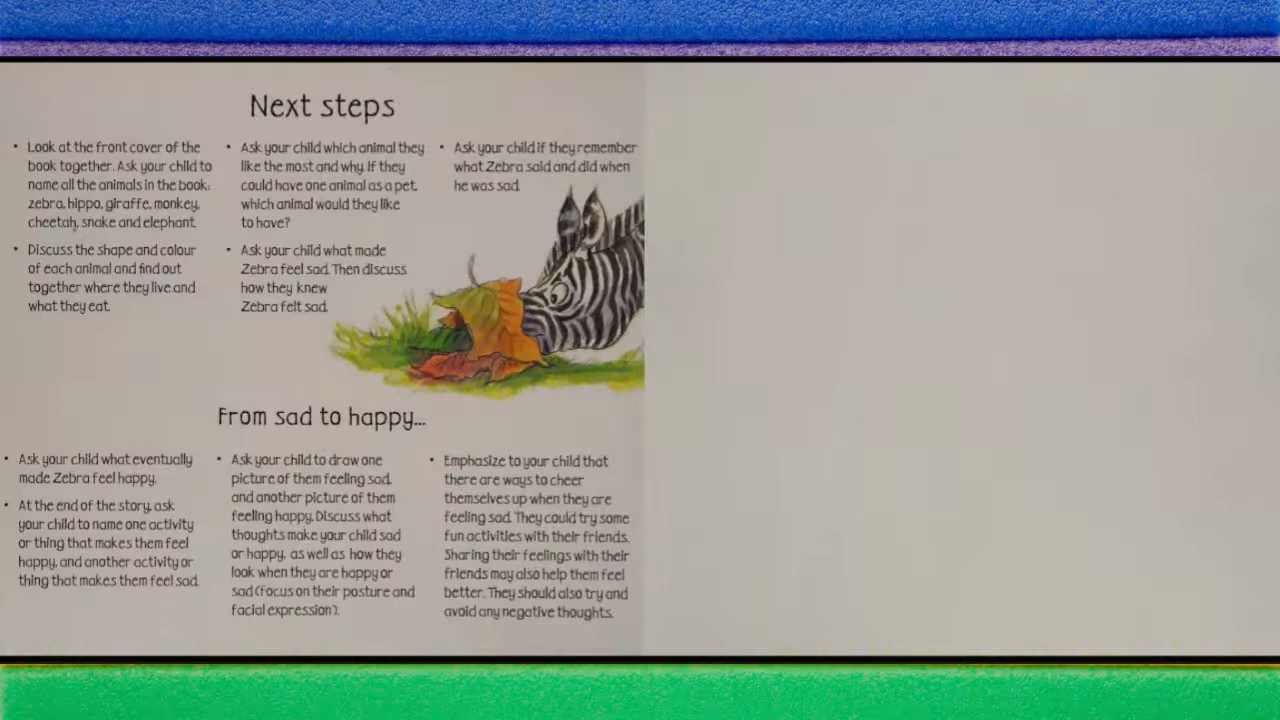 Next steps
• Look at the front cover of the
book together. Ask your child to
name all the animals in the book:
zebra, hippo, giraffe, monkey,
cheetah, snake and elephant.
• Discuss the shape and colour
of each animal and find out
together where they live and
what they eat.
• Ask your child which animal they
like the most and why. If they
could have one animal as a pet,
which animal would they like
to have?
• Ask your child what made
Zebra feel sad. Then discuss
how they knew
Zebra felt sad.
• Ask your child if they remember
what Zebra said and did when
he was sad.
From sad to happy...
• Ask your child what eventually
made Zebra feel happy.
• At the end of the story, ask
your child to name one activity
or thing that makes them feel
happy, and another activity or
thing that makes them feel sad.
• Ask your child to draw one
picture of them feeling sad,
and another picture of them
feeling happy. Discuss what
thoughts make your child sad
or happy, as well as how they
look when they are happy or
sad (focus on their posture and
facial expression).
• Emphasize to your child that
there are ways to cheer
themselves up when they are
feeling sad. They could try some
fun activities with their friends.
Sharing their feelings with their
friends may also help them feel
better. They should also try and
avoid any negative thoughts.